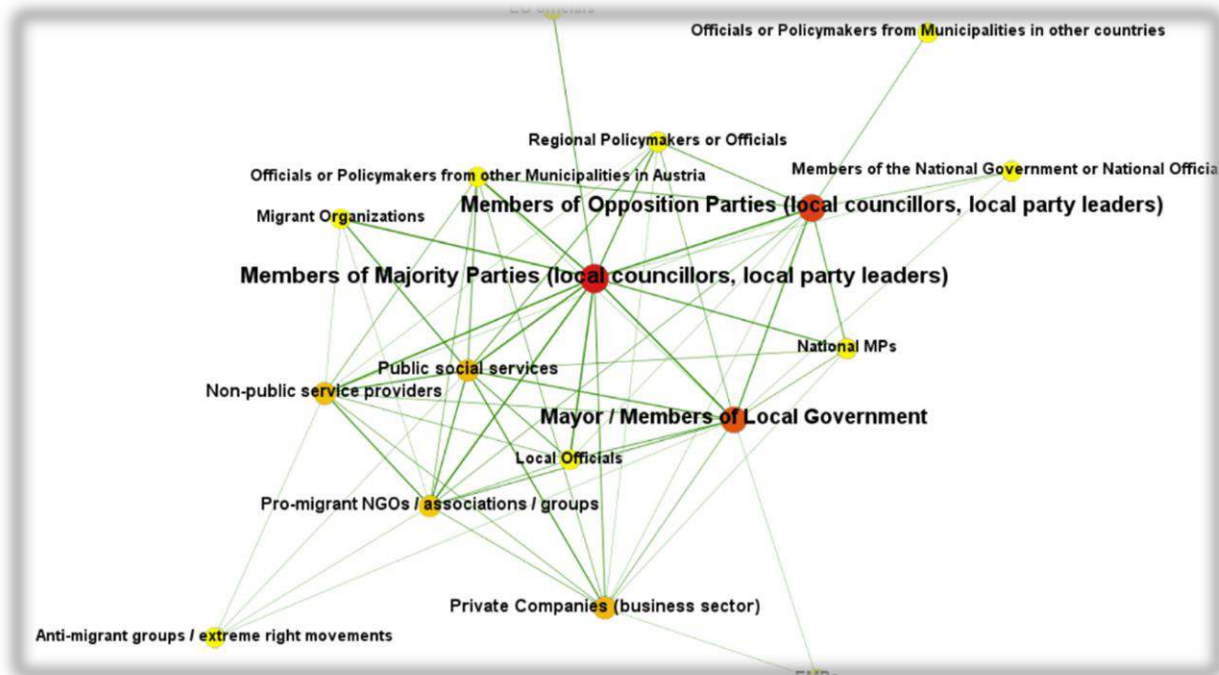 EU officials
Officials or Policymakers from Municipalities in other countries
Regional Policymakers or Officials
Members of the National Government or National Officia
Officials or Policymakers from other Municipalities in Austria
Members of Opposition Parties (local councillors, local party leaders)
Migrant Organizations
Members of Majority Parties (local councillors, local party leaders)
National MPs
Public social services
Non-public service providers
Mayor / Members of Local Government
Local Officials
Pro-migrant NGOs / associations / groups
Private Companies (business sector)
Anti-migrant groups / extreme right movements